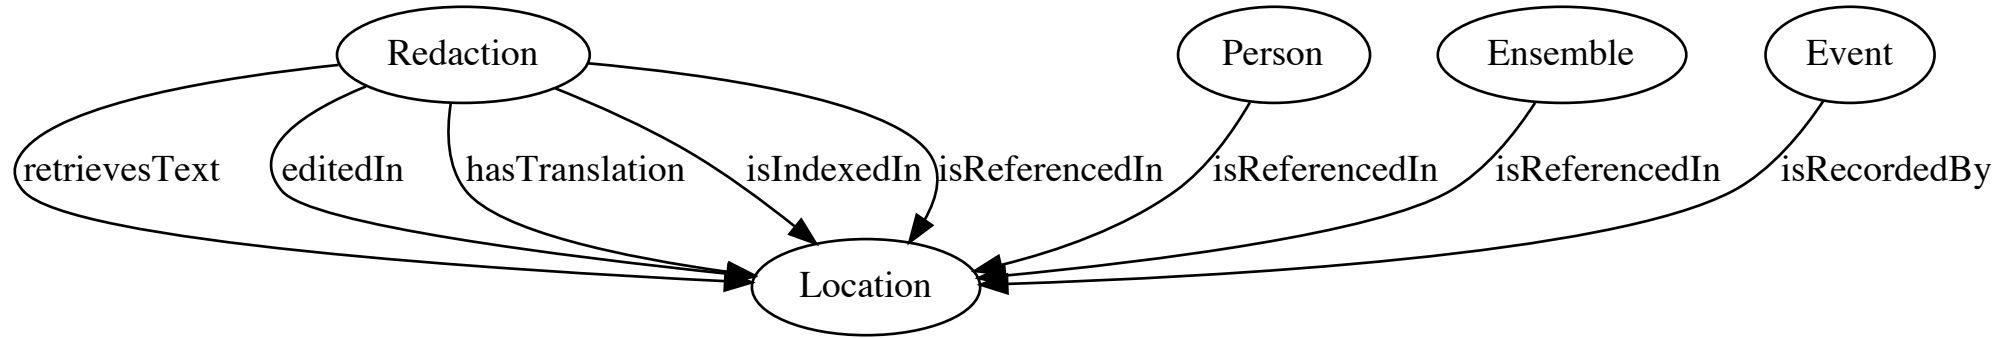 Redaction Person Ensemble Event
retrievesText editedIn hasTranslation isIndexedIn isReferencedIn isReferencedIn isReferencedIn isRecordedBy
Location